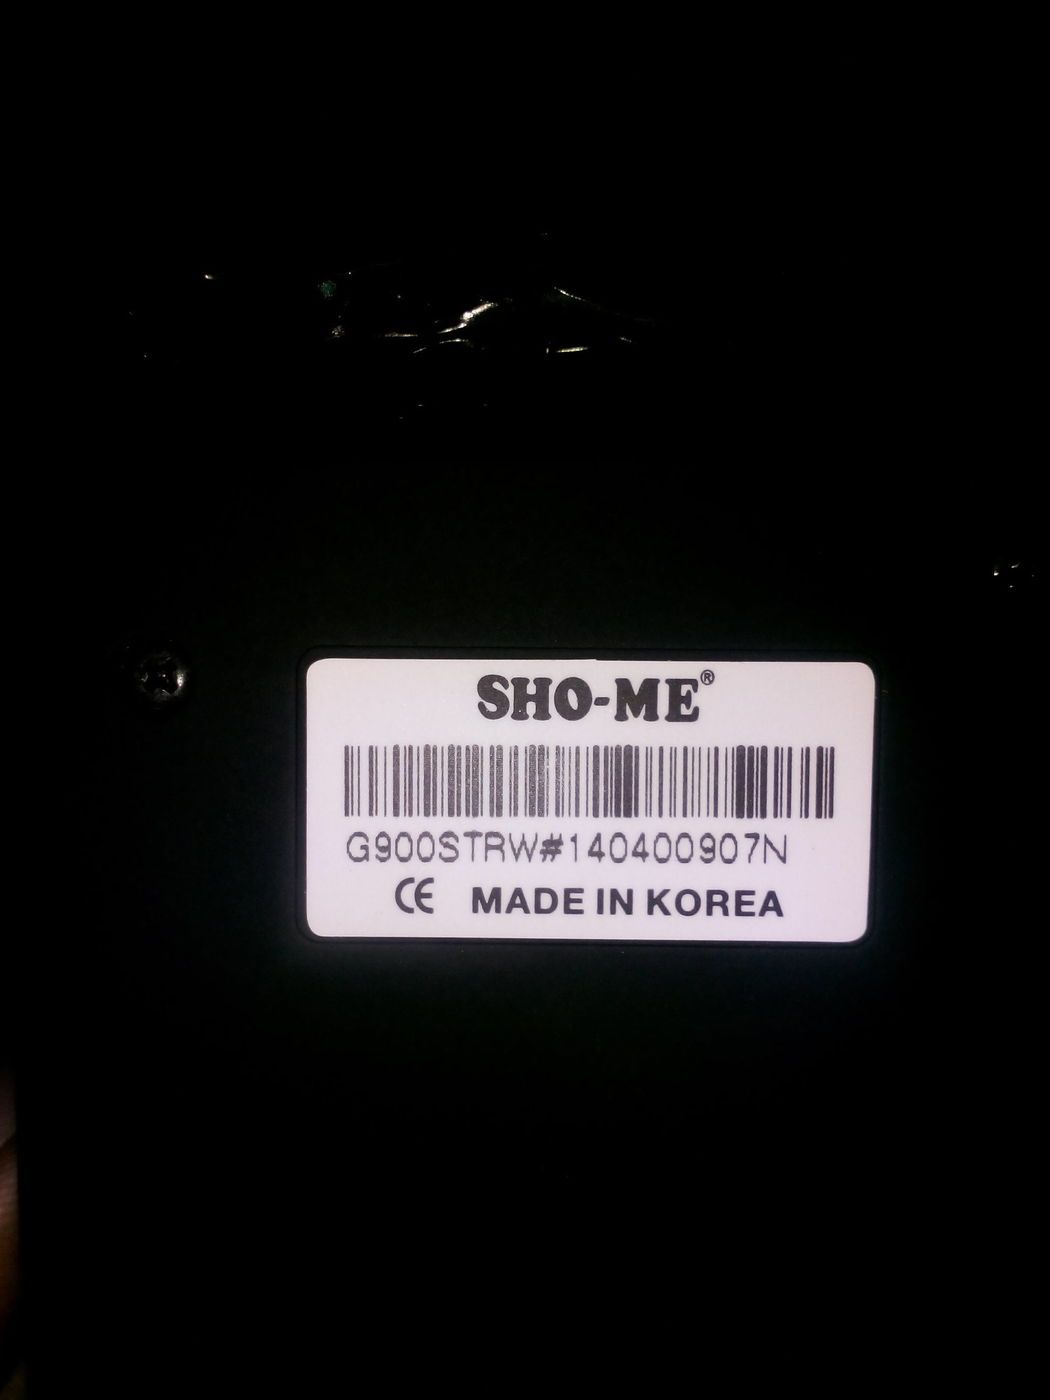 SHO-ME®
G900STRW#140400907N
CE MADE IN KOREA